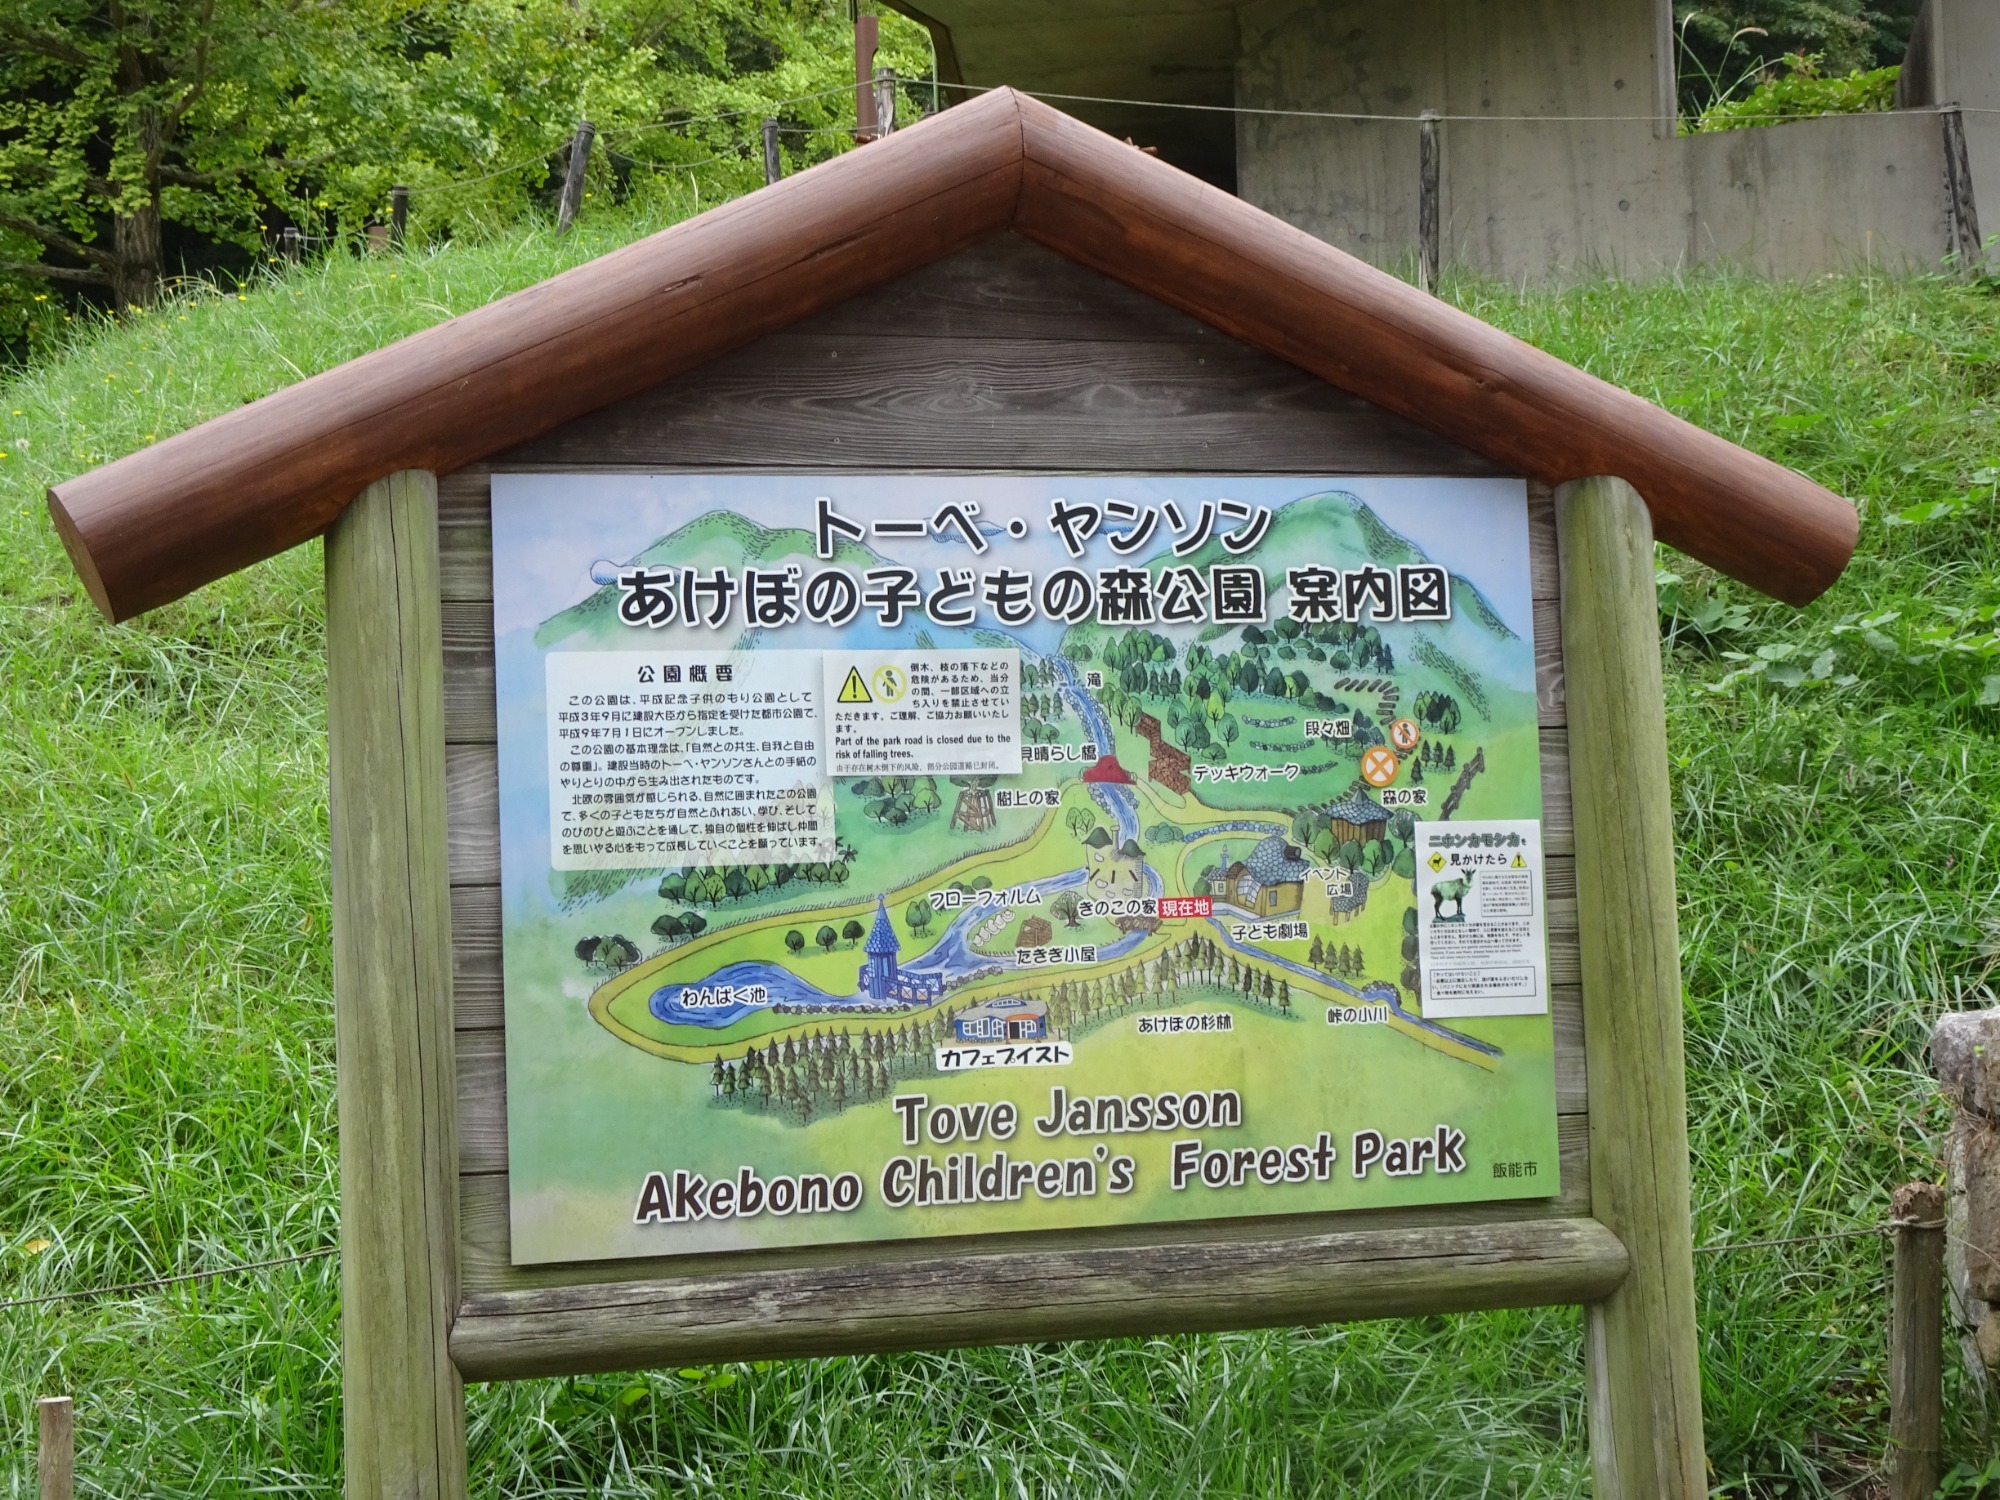 トーベ・ヤンソン
あけぼの子どもの森公園 案内図
公園概要
この公園は、平成記念子供のもり公園として
平成3年9月に建設大臣から指定を受けた都市公園で、
平成9年7月1日にオープンしました。
この公園の基本理念は、「自然との共生、自我と自由
の尊重」。建設当時のトーベ・ヤンソンさんとの手紙の
やりとりの中から生み出されたものです。
北欧の雰囲気が感じられる、自然に囲まれたこの公園
で、多くの子どもたちが自然とふれあい、学び、そして
のびのびと遊ぶことを通して、独自の個性を伸ばし仲間
を思いやる心をもって成長していくことを願っています。
倒木、枝の落下などの
危険があるため、当分
の間、一部区域への立
ち入りを禁止させてい
ただきます。ご理解、ご協力お願いいたし
ます。
Part of the park road is closed due to the
risk of falling trees.
由于存在树木倒下的风险，部分公园道路已封闭。
滝
見晴らし橋
段々畑
デッキウォーク
樹上の家
森の家
ニホンカモシカを
見かけたら
イベント
広場
フローフォルム
きのこの家
現在地
子ども劇場
たきぎ小屋
わんぱく池
あけぼの杉林
峠の小川
カフェプイスト
Tove Jansson
Akebono Children's Forest Park
飯能市